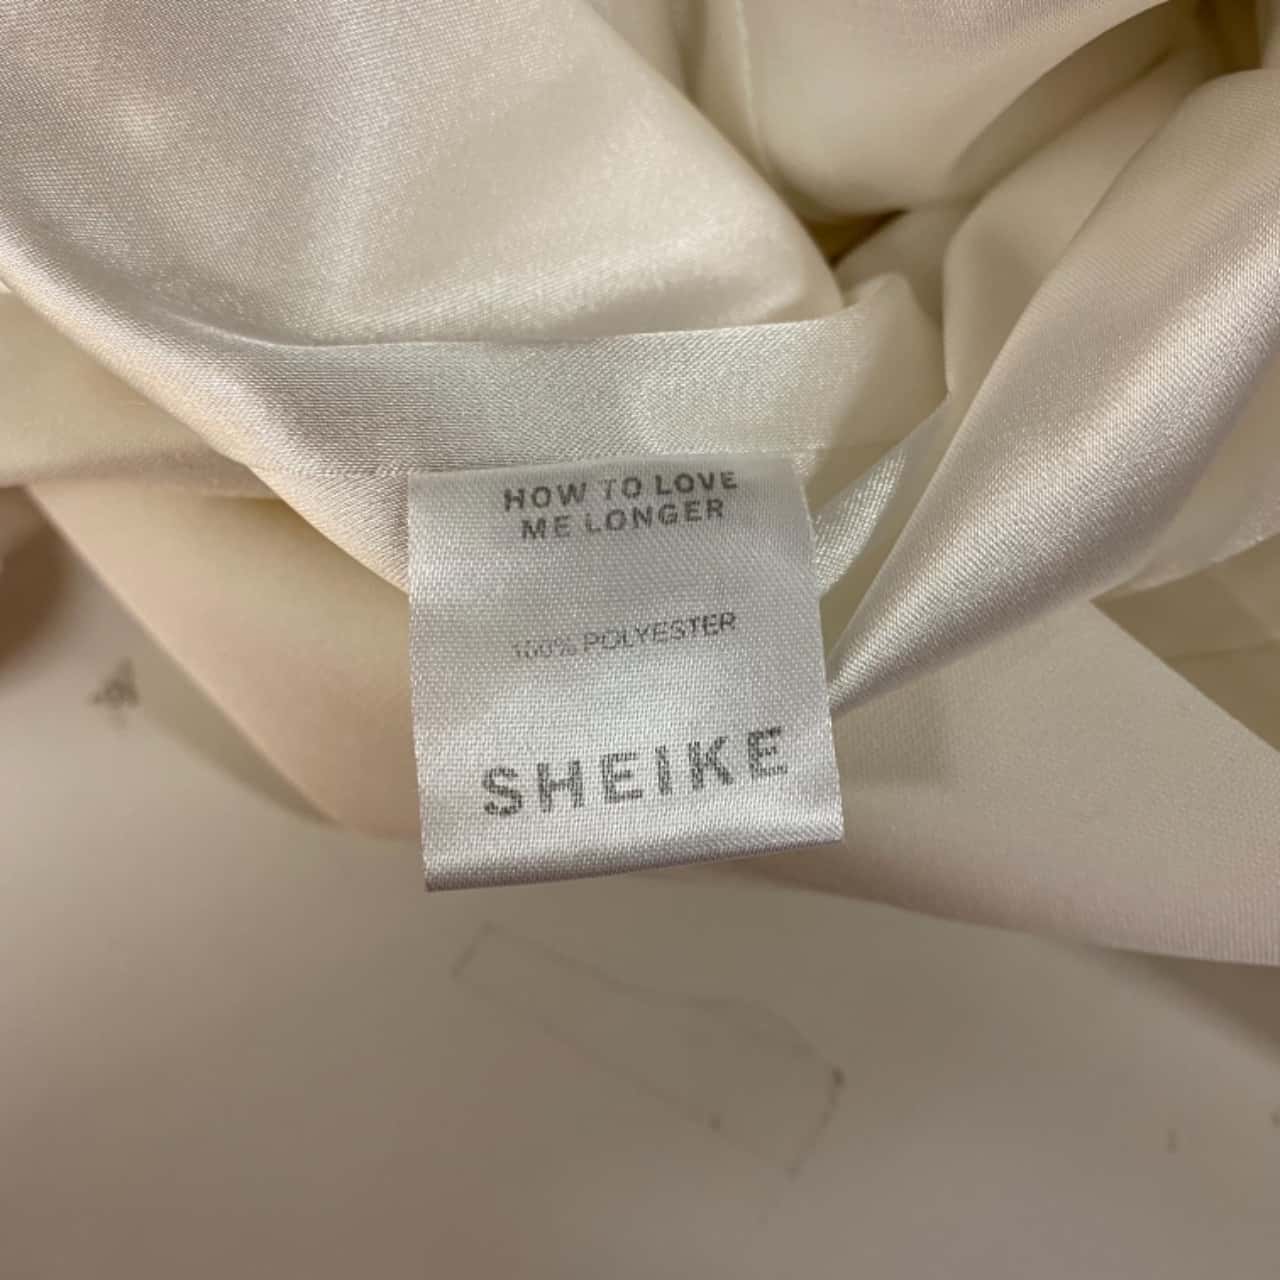 HOW TO LOVE
ME LONGER
100% POLYESTER
SHEIKE